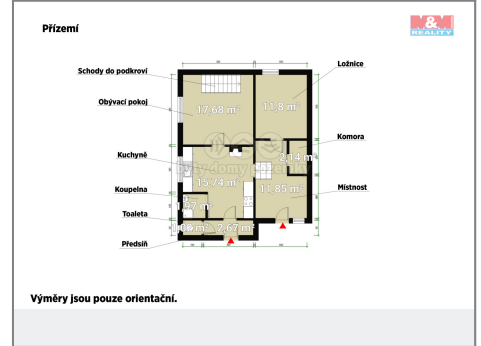 Přízemí
M&M
REALITY
Ložnice
Schody do podkroví
Obývací pokoj
17,68 m²
11,8 m²
Komora
2,14 m²
Kuchyně
15,74 m²
11,85 m²
Místnost
Koupelna
Toaleta
2,67 m²
Předsíň
Výměry jsou pouze orientační.